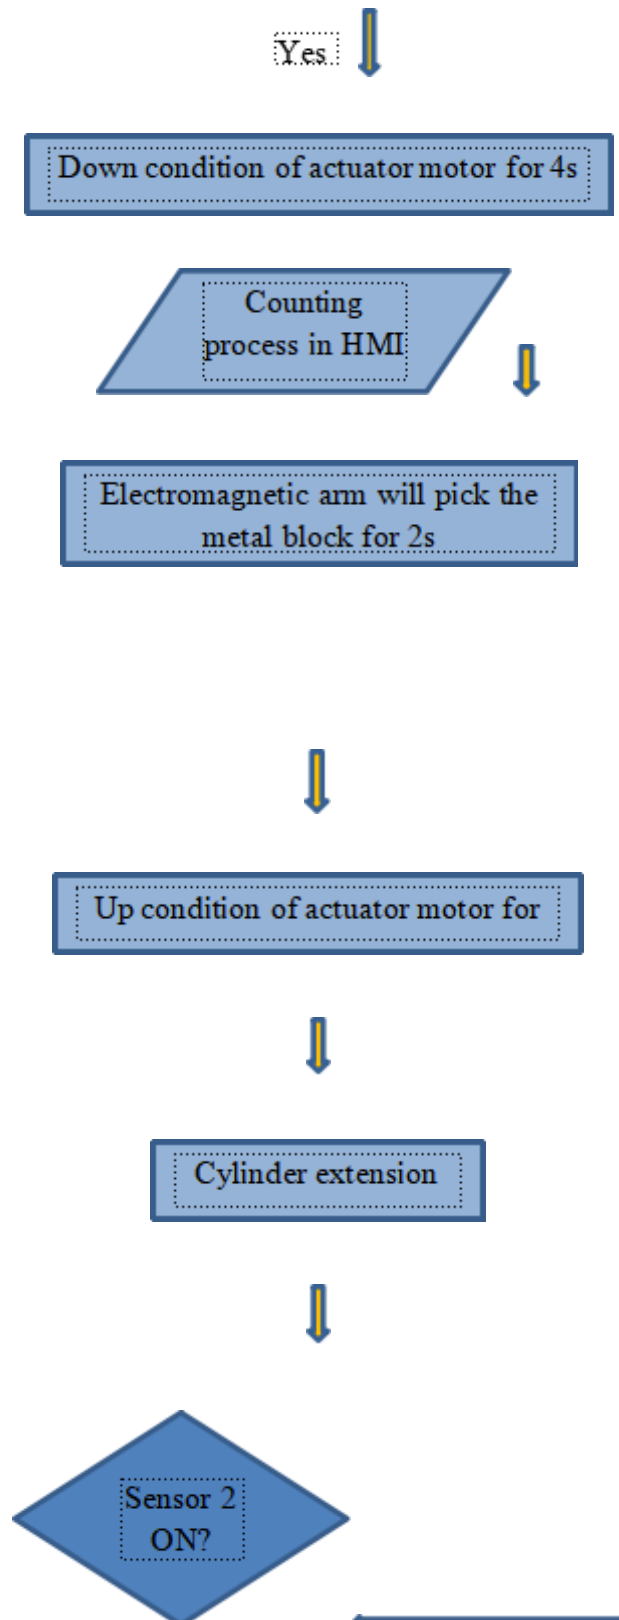 Yes
Down condition of actuator motor for 4s
Counting
process in HMI
Electromagnetic arm will pick the
metal block for 2s
Up condition of actuator motor for
Cylinder extension
Sensor 2
ON?